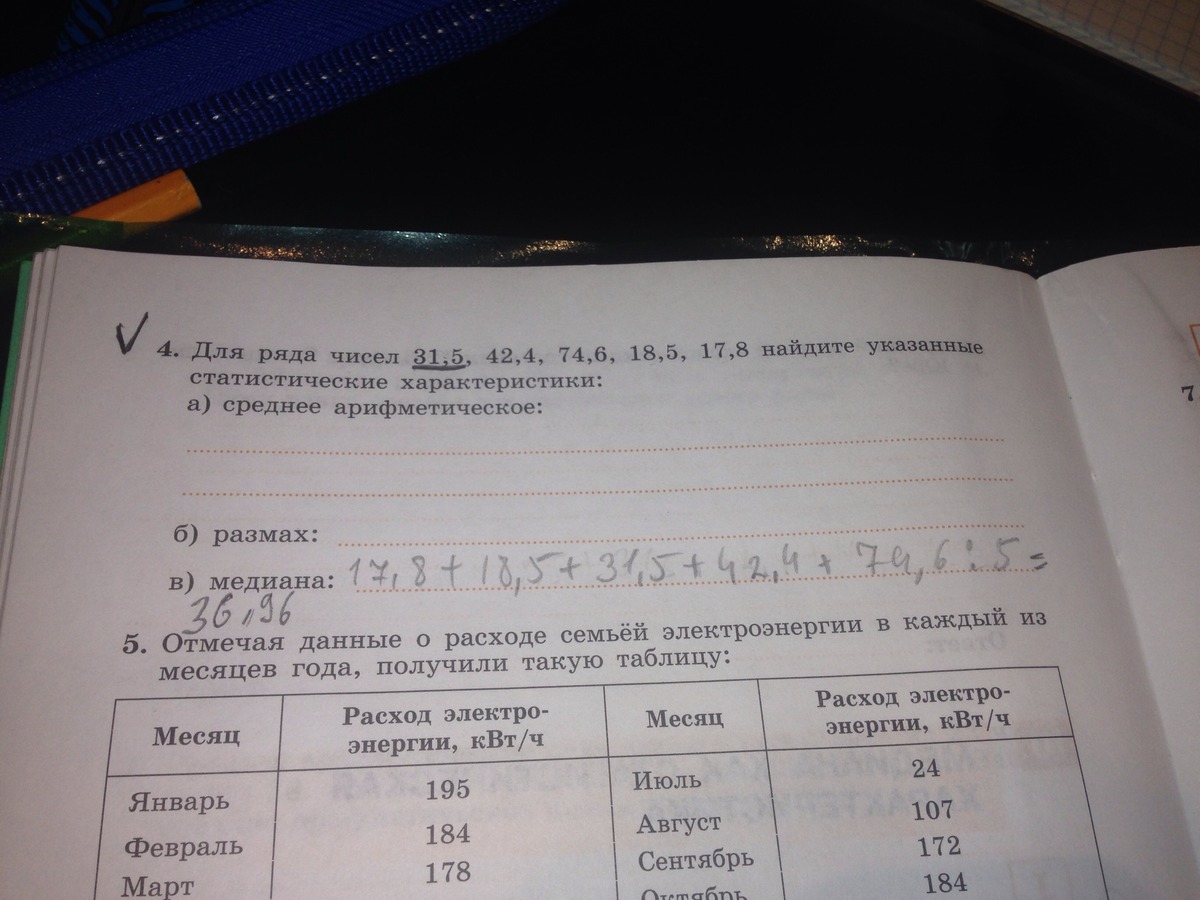 4. Для ряда чисел 31,5, 42,4, 74,6, 18,5, 17,8 найдите указанные
статистические характеристики:
а) среднее арифметическое:
б) размах:
в) медиана: 17,8 + 18,5 + 31,5 + 42,4 + 74,6 : 5 =
36,96
5. Отмечая данные о расходе семьёй электроэнергии в каждый из
месяцев года, получили такую таблицу:
Месяц Расход электро- Месяц Расход электро-
энергии, кВт/ч энергии, кВт/ч
Январь 195 Июль 24
Февраль 184 Август 107
Март 178 Сентябрь 172
Октябрь 184
7